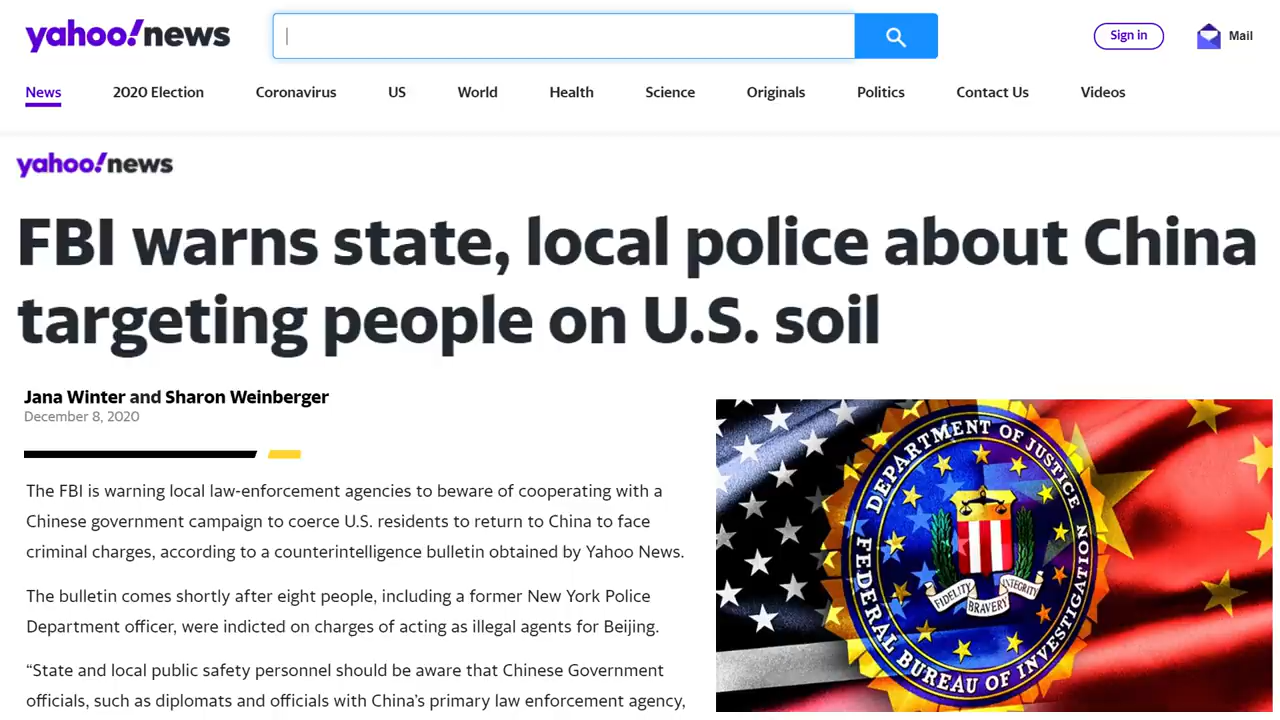 yahoo!news
Sign in
Mail
News
2020 Election
Coronavirus
US
World
Health
Science
Originals
Politics
Contact Us
Videos
yahoo!news
FBI warns state, local police about China
targeting people on U.S. soil
Jana Winter and Sharon Weinberger
December 8, 2020
The FBI is warning local law-enforcement agencies to beware of cooperating with a
Chinese government campaign to coerce U.S. residents to return to China to face
criminal charges, according to a counterintelligence bulletin obtained by Yahoo News.
The bulletin comes shortly after eight people, including a former New York Police
Department officer, were indicted on charges of acting as illegal agents for Beijing.
“State and local public safety personnel should be aware that Chinese Government
officials, such as diplomats and officials with China’s primary law enforcement agency,
DEPARTMENT OF JUSTICE
FIDELITY
BRAVERY
INTEGRITY
FEDERAL BUREAU OF INVESTIGATION